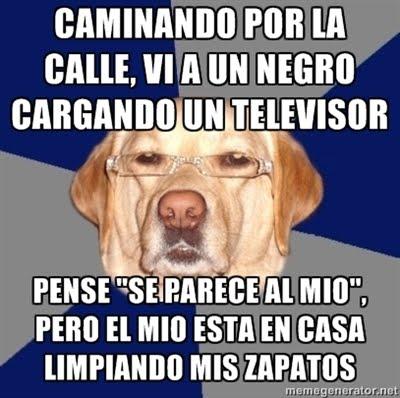 CAMINANDO POR LA
CALLE, VI A UN NEGRO
CARGANDO UN TELEVISOR
PENSE "SE PARECE AL MIO",
PERO EL MIO ESTA EN CASA
LIMPIANDO MIS ZAPATOS
memegenerator.net